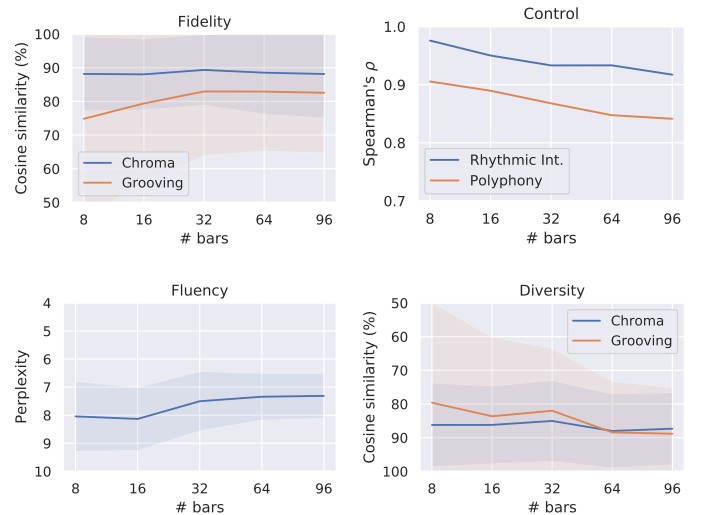 Fidelity
Cosine similarity (%)
100
90
80
70
60
50
Chroma
Grooving
8 16 32 64 96
# bars
Control
Spearman's ρ
1.0
0.9
0.8
0.7
Rhythmic Int.
Polyphony
8 16 32 64 96
# bars
Fluency
Perplexity
4
5
6
7
8
9
10
8 16 32 64 96
# bars
Diversity
Cosine similarity (%)
50
60
70
80
90
100
Chroma
Grooving
8 16 32 64 96
# bars